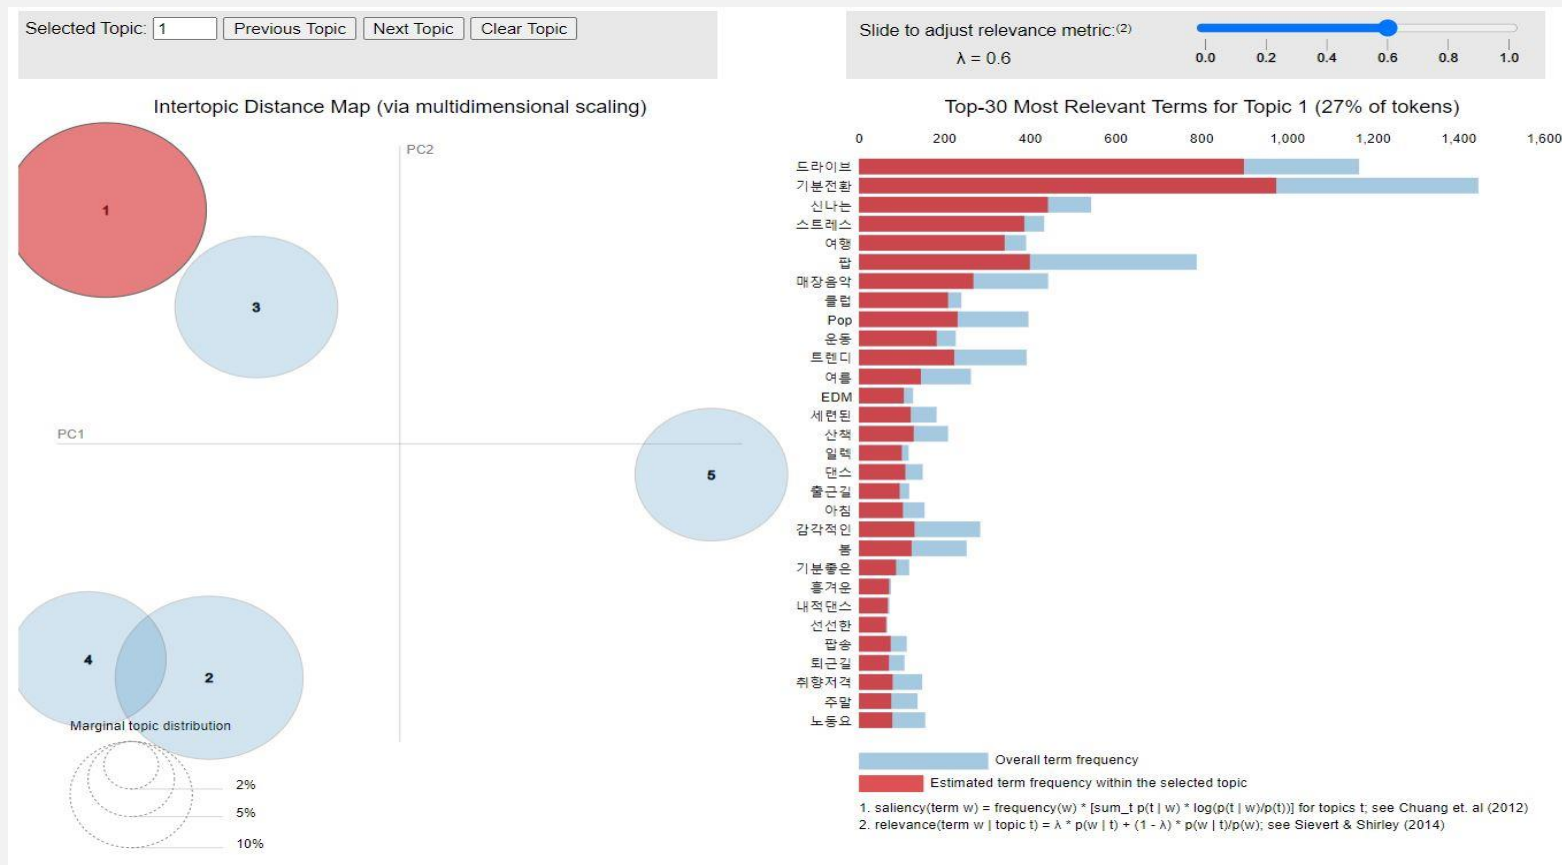 Selected Topic: 1 Previous Topic Next Topic Clear Topic
Slide to adjust relevance metric:(2)
λ = 0.6
0.0 0.2 0.4 0.6 0.8 1.0
Intertopic Distance Map (via multidimensional scaling)
PC2
PC1
1
3
5
4
2
Marginal topic distribution
2%
5%
10%
Top-30 Most Relevant Terms for Topic 1 (27% of tokens)
0 200 400 600 800 1,000 1,200 1,400 1,600
드라이브
기분전환
신나는
스트레스
여행
팝
매장음악
클럽
Pop
운동
트렌디
여름
EDM
세련된
산책
일렉
댄스
출근길
아침
감각적인
봄
기분좋은
흥겨운
내적댄스
선선한
팝송
퇴근길
취향저격
주말
노동요
Overall term frequency
Estimated term frequency within the selected topic
1. saliency(term w) = frequency(w) * [sum_t p(t | w) * log(p(t | w)/p(t))] for topics t; see Chuang et. al (2012)
2. relevance(term w | topic t) = λ * p(w | t) + (1 - λ) * p(w | t)/p(w); see Sievert & Shirley (2014)